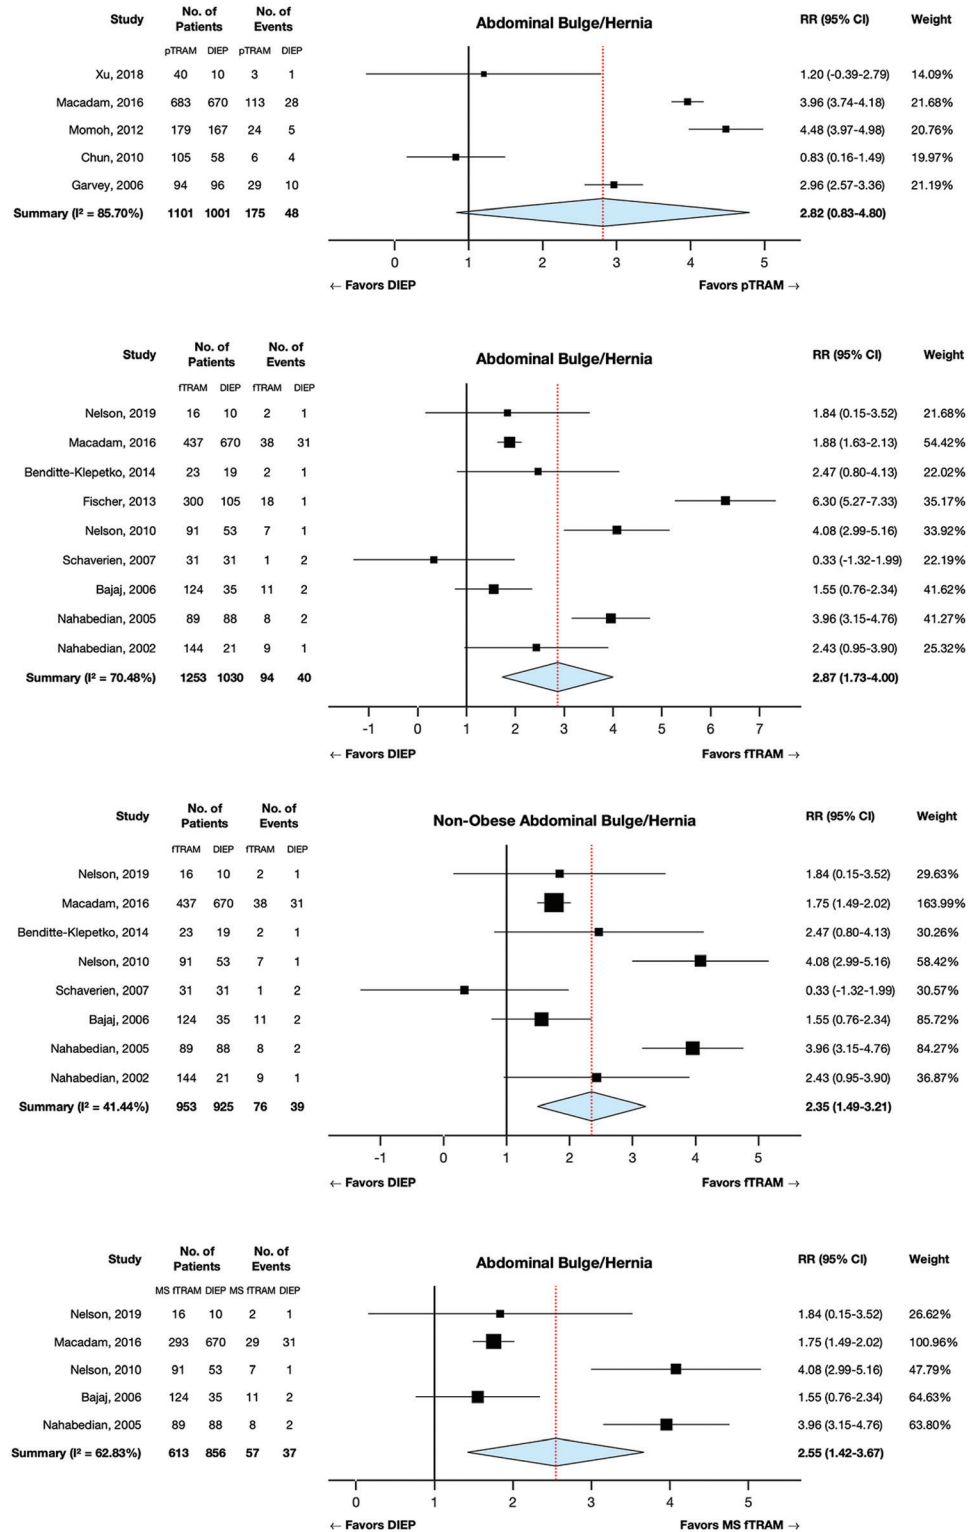 Study No. of Patients No. of Events Abdominal Bulge/Hernia RR (95% CI) Weight
pTRAM DIEP pTRAM DIEP
Xu, 2018 40 10 3 1 1.20 (-0.39-2.79) 14.09%
Macadam, 2016 683 670 113 28 3.96 (3.74-4.18) 21.68%
Momoh, 2012 179 167 24 5 4.48 (3.97-4.98) 20.76%
Chun, 2010 105 58 6 4 0.83 (0.16-1.49) 19.97%
Garvey, 2006 94 96 29 10 2.96 (2.57-3.36) 21.19%
Summary (I² = 85.70%) 1101 1001 175 48 2.82 (0.83-4.80)
0 1 2 3 4 5
← Favors DIEP Favors pTRAM →
Study No. of Patients No. of Events Abdominal Bulge/Hernia RR (95% CI) Weight
fTRAM DIEP fTRAM DIEP
Nelson, 2019 16 10 2 1 1.84 (0.15-3.52) 21.68%
Macadam, 2016 437 670 38 31 1.88 (1.63-2.13) 54.42%
Benditte-Klepetko, 2014 23 19 2 1 2.47 (0.80-4.13) 22.02%
Fischer, 2013 300 105 18 1 6.30 (5.27-7.33) 35.17%
Nelson, 2010 91 53 7 1 4.08 (2.99-5.16) 33.92%
Schaverien, 2007 31 31 1 2 0.33 (-1.32-1.99) 22.19%
Bajaj, 2006 124 35 11 2 1.55 (0.76-2.34) 41.62%
Nahabedian, 2005 89 88 8 2 3.96 (3.15-4.76) 41.27%
Nahabedian, 2002 144 21 9 1 2.43 (0.95-3.90) 25.32%
Summary (I² = 70.48%) 1253 1030 94 40 2.87 (1.73-4.00)
-1 0 1 2 3 4 5 6 7
← Favors DIEP Favors fTRAM →
Study No. of Patients No. of Events Non-Obese Abdominal Bulge/Hernia RR (95% CI) Weight
fTRAM DIEP fTRAM DIEP
Nelson, 2019 16 10 2 1 1.84 (0.15-3.52) 29.63%
Macadam, 2016 437 670 38 31 1.75 (1.49-2.02) 163.99%
Benditte-Klepetko, 2014 23 19 2 1 2.47 (0.80-4.13) 30.26%
Nelson, 2010 91 53 7 1 4.08 (2.99-5.16) 58.42%
Schaverien, 2007 31 31 1 2 0.33 (-1.32-1.99) 30.57%
Bajaj, 2006 124 35 11 2 1.55 (0.76-2.34) 85.72%
Nahabedian, 2005 89 88 8 2 3.96 (3.15-4.76) 84.27%
Nahabedian, 2002 144 21 9 1 2.43 (0.95-3.90) 36.87%
Summary (I² = 41.44%) 953 925 76 39 2.35 (1.49-3.21)
-1 0 1 2 3 4 5
← Favors DIEP Favors fTRAM →
Study No. of Patients No. of Events Abdominal Bulge/Hernia RR (95% CI) Weight
MS fTRAM DIEP MS fTRAM DIEP
Nelson, 2019 16 10 2 1 1.84 (0.15-3.52) 26.62%
Macadam, 2016 293 670 29 31 1.75 (1.49-2.02) 100.96%
Nelson, 2010 91 53 7 1 4.08 (2.99-5.16) 47.79%
Bajaj, 2006 124 35 11 2 1.55 (0.76-2.34) 64.63%
Nahabedian, 2005 89 88 8 2 3.96 (3.15-4.76) 63.80%
Summary (I² = 62.83%) 613 856 57 37 2.55 (1.42-3.67)
0 1 2 3 4 5
← Favors DIEP Favors MS fTRAM →